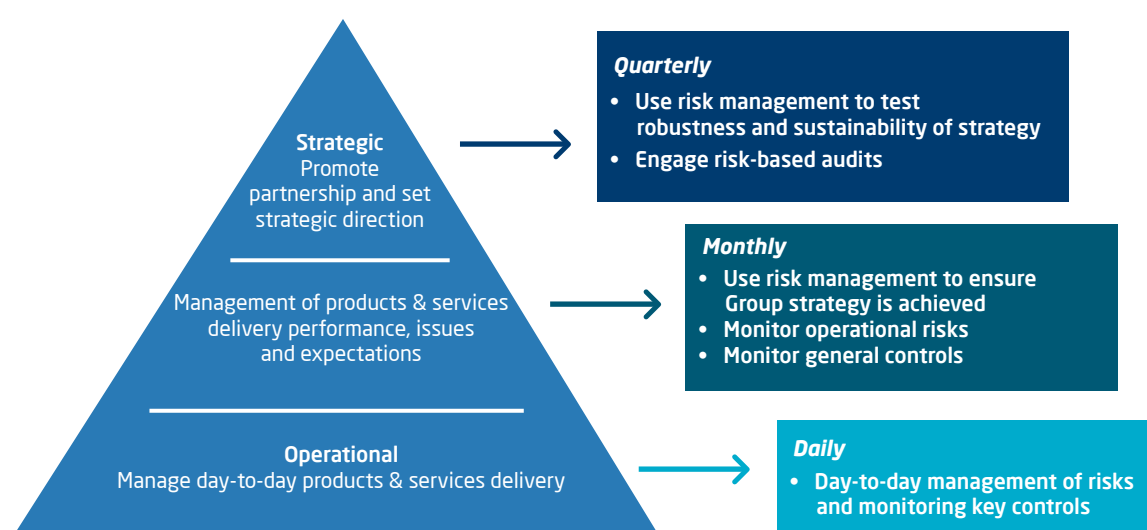 Strategic
Promote
partnership and set
strategic direction
Quarterly
• Use risk management to test
robustness and sustainability of strategy
• Engage risk-based audits
Management of products & services
delivery performance, issues
and expectations
Monthly
• Use risk management to ensure
Group strategy is achieved
• Monitor operational risks
• Monitor general controls
Operational
Manage day-to-day products & services delivery
Daily
• Day-to-day management of risks
and monitoring key controls